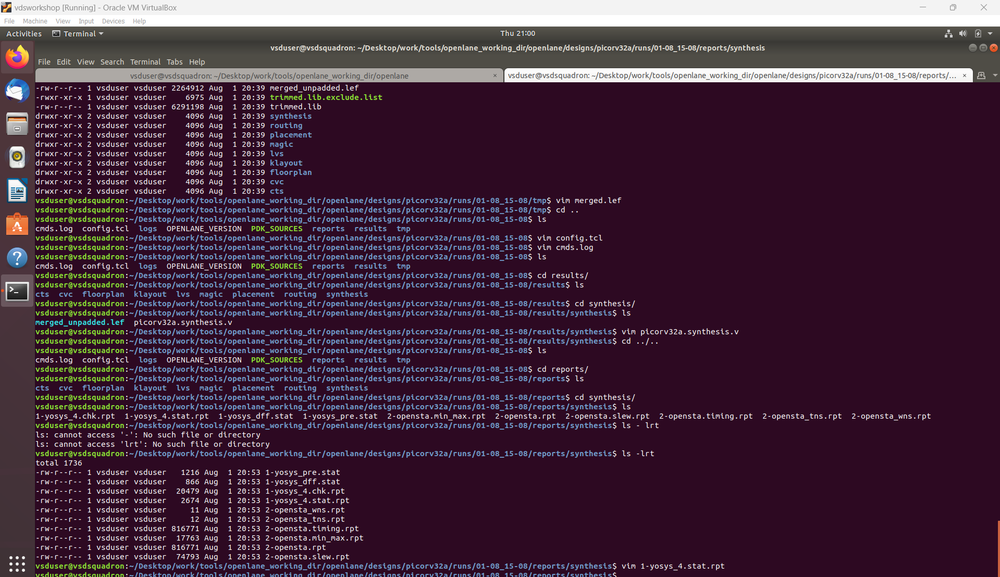 vdsworkshop [Running] - Oracle VM VirtualBox
File Machine View Input Devices Help
Activities Terminal Thu 21:00
vsduser@vsdsquadron: ~/Desktop/work/tools/openlane_working_dir/openlane/designs/picorv32a/runs/01-08_15-08/reports/synthesis
File Edit View Search Terminal Tabs Help
vsduser@vsdsquadron: ~/Desktop/work/tools/openlane_working_dir/openlane × vsduser@vsdsquadron: ~/Desktop/work/tools/openlane_working_dir/openlane/designs/picorv32a/runs/01-08_15-08/reports/... ×
-rw-r--r-- 1 vsduser vsduser 2264912 Aug  1 20:39 merged_unpadded.lef
-rwxr-xr-x 1 vsduser vsduser    6975 Aug  1 20:39 trimmed.lib.exclude.list
-rw-r--r-- 1 vsduser vsduser 6291198 Aug  1 20:39 trimmed.lib
drwxr-xr-x 2 vsduser vsduser    4096 Aug  1 20:39 synthesis
drwxr-xr-x 2 vsduser vsduser    4096 Aug  1 20:39 routing
drwxr-xr-x 2 vsduser vsduser    4096 Aug  1 20:39 placement
drwxr-xr-x 2 vsduser vsduser    4096 Aug  1 20:39 magic
drwxr-xr-x 2 vsduser vsduser    4096 Aug  1 20:39 lvs
drwxr-xr-x 2 vsduser vsduser    4096 Aug  1 20:39 klayout
drwxr-xr-x 2 vsduser vsduser    4096 Aug  1 20:39 floorplan
drwxr-xr-x 2 vsduser vsduser    4096 Aug  1 20:39 cvc
drwxr-xr-x 2 vsduser vsduser    4096 Aug  1 20:39 cts
vsduser@vsdsquadron:~/Desktop/work/tools/openlane_working_dir/openlane/designs/picorv32a/runs/01-08_15-08/tmp$ vim merged.lef
vsduser@vsdsquadron:~/Desktop/work/tools/openlane_working_dir/openlane/designs/picorv32a/runs/01-08_15-08/tmp$ cd ..
vsduser@vsdsquadron:~/Desktop/work/tools/openlane_working_dir/openlane/designs/picorv32a/runs/01-08_15-08$ ls
cmds.log  config.tcl  logs  OPENLANE_VERSION  PDK_SOURCES  reports  results  tmp
vsduser@vsdsquadron:~/Desktop/work/tools/openlane_working_dir/openlane/designs/picorv32a/runs/01-08_15-08$ vim config.tcl
vsduser@vsdsquadron:~/Desktop/work/tools/openlane_working_dir/openlane/designs/picorv32a/runs/01-08_15-08$ vim cmds.log
vsduser@vsdsquadron:~/Desktop/work/tools/openlane_working_dir/openlane/designs/picorv32a/runs/01-08_15-08$ ls
cmds.log  config.tcl  logs  OPENLANE_VERSION  PDK_SOURCES  reports  results  tmp
vsduser@vsdsquadron:~/Desktop/work/tools/openlane_working_dir/openlane/designs/picorv32a/runs/01-08_15-08$ cd results/
vsduser@vsdsquadron:~/Desktop/work/tools/openlane_working_dir/openlane/designs/picorv32a/runs/01-08_15-08/results$ ls
cts  cvc  floorplan  klayout  lvs  magic  placement  routing  synthesis
vsduser@vsdsquadron:~/Desktop/work/tools/openlane_working_dir/openlane/designs/picorv32a/runs/01-08_15-08/results$ cd synthesis/
vsduser@vsdsquadron:~/Desktop/work/tools/openlane_working_dir/openlane/designs/picorv32a/runs/01-08_15-08/results/synthesis$ ls
merged_unpadded.lef  picorv32a.synthesis.v
vsduser@vsdsquadron:~/Desktop/work/tools/openlane_working_dir/openlane/designs/picorv32a/runs/01-08_15-08/results/synthesis$ vim picorv32a.synthesis.v
vsduser@vsdsquadron:~/Desktop/work/tools/openlane_working_dir/openlane/designs/picorv32a/runs/01-08_15-08/results/synthesis$ cd ../..
vsduser@vsdsquadron:~/Desktop/work/tools/openlane_working_dir/openlane/designs/picorv32a/runs/01-08_15-08$ ls
cmds.log  config.tcl  logs  OPENLANE_VERSION  PDK_SOURCES  reports  results  tmp
vsduser@vsdsquadron:~/Desktop/work/tools/openlane_working_dir/openlane/designs/picorv32a/runs/01-08_15-08$ cd reports/
vsduser@vsdsquadron:~/Desktop/work/tools/openlane_working_dir/openlane/designs/picorv32a/runs/01-08_15-08/reports$ ls
cts  cvc  floorplan  klayout  lvs  magic  placement  routing  synthesis
vsduser@vsdsquadron:~/Desktop/work/tools/openlane_working_dir/openlane/designs/picorv32a/runs/01-08_15-08/reports$ cd synthesis/
vsduser@vsdsquadron:~/Desktop/work/tools/openlane_working_dir/openlane/designs/picorv32a/runs/01-08_15-08/reports/synthesis$ ls
1-yosys_4.chk.rpt  1-yosys_4.stat.rpt  1-yosys_dff.stat  1-yosys_pre.stat  2-opensta.min_max.rpt  2-opensta.rpt  2-opensta.slew.rpt  2-opensta.timing.rpt  2-opensta_tns.rpt  2-opensta_wns.rpt
vsduser@vsdsquadron:~/Desktop/work/tools/openlane_working_dir/openlane/designs/picorv32a/runs/01-08_15-08/reports/synthesis$ ls - lrt
ls: cannot access '-': No such file or directory
ls: cannot access 'lrt': No such file or directory
vsduser@vsdsquadron:~/Desktop/work/tools/openlane_working_dir/openlane/designs/picorv32a/runs/01-08_15-08/reports/synthesis$ ls -lrt
total 1736
-rw-r--r-- 1 vsduser vsduser   1216 Aug  1 20:53 1-yosys_pre.stat
-rw-r--r-- 1 vsduser vsduser    866 Aug  1 20:53 1-yosys_dff.stat
-rw-r--r-- 1 vsduser vsduser  20479 Aug  1 20:53 1-yosys_4.chk.rpt
-rw-r--r-- 1 vsduser vsduser   2674 Aug  1 20:53 1-yosys_4.stat.rpt
-rw-r--r-- 1 vsduser vsduser     11 Aug  1 20:53 2-opensta_wns.rpt
-rw-r--r-- 1 vsduser vsduser     12 Aug  1 20:53 2-opensta_tns.rpt
-rw-r--r-- 1 vsduser vsduser 816771 Aug  1 20:53 2-opensta.timing.rpt
-rw-r--r-- 1 vsduser vsduser  17763 Aug  1 20:53 2-opensta.min_max.rpt
-rw-r--r-- 1 vsduser vsduser 816771 Aug  1 20:53 2-opensta.rpt
-rw-r--r-- 1 vsduser vsduser  74793 Aug  1 20:53 2-opensta.slew.rpt
vsduser@vsdsquadron:~/Desktop/work/tools/openlane_working_dir/openlane/designs/picorv32a/runs/01-08_15-08/reports/synthesis$ vim 1-yosys_4.stat.rpt
vsduser@vsdsquadron:~/Desktop/work/tools/openlane_working_dir/openlane/designs/picorv32a/runs/01-08_15-08/reports/synthesis$